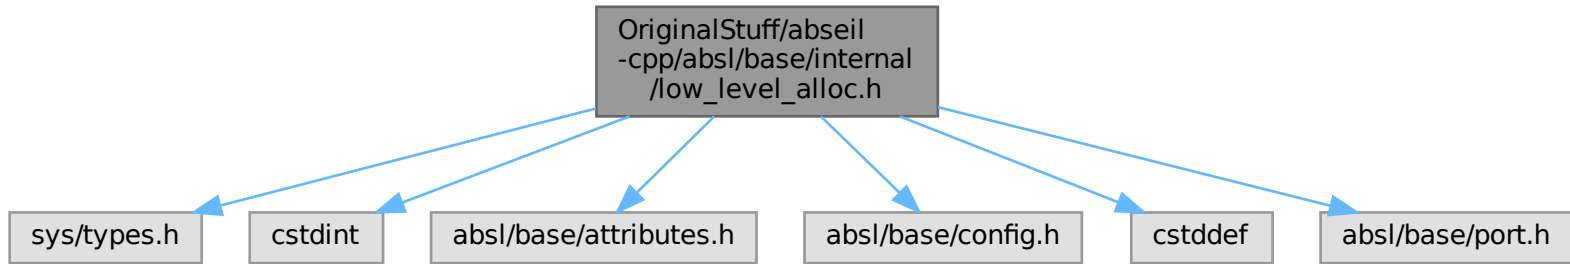 OriginalStuff/abseil
-cpp/absl/base/internal
/low_level_alloc.h
sys/types.h
cstdint
absl/base/attributes.h
absl/base/config.h
cstddef
absl/base/port.h